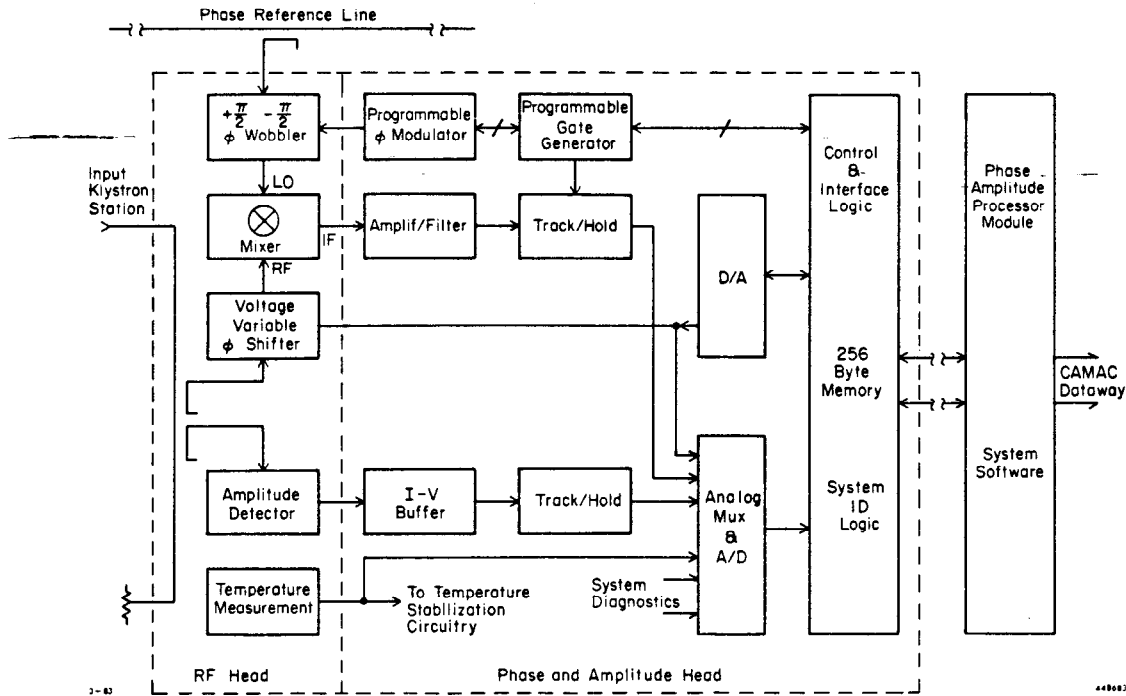 Phase Reference Line
+π/2 -π/2
ϕ Wobbler
Programmable
ϕ Modulator
Programmable
Gate
Generator
Control
&
Interface
Logic
Phase
Amplitude
Processor
Module
Input
Klystron
Station
LO
Mixer
IF
RF
Amplif/Filter
Track/Hold
D/A
Voltage
Variable
ϕ Shifter
256
Byte
Memory
CAMAC
Dataway
Amplitude
Detector
I-V
Buffer
Track/Hold
Analog
Mux
&
A/D
System
ID
Logic
System
Software
Temperature
Measurement
To Temperature
Stabilization
Circuitry
System
Diagnostics
RF Head
Phase and Amplitude Head
3-83